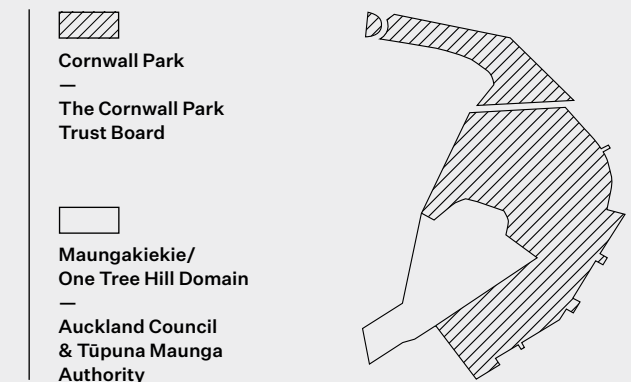 Cornwall Park
—
The Cornwall Park
Trust Board
Maungakiekie/
One Tree Hill Domain
—
Auckland Council
& Tūpuna Maunga
Authority